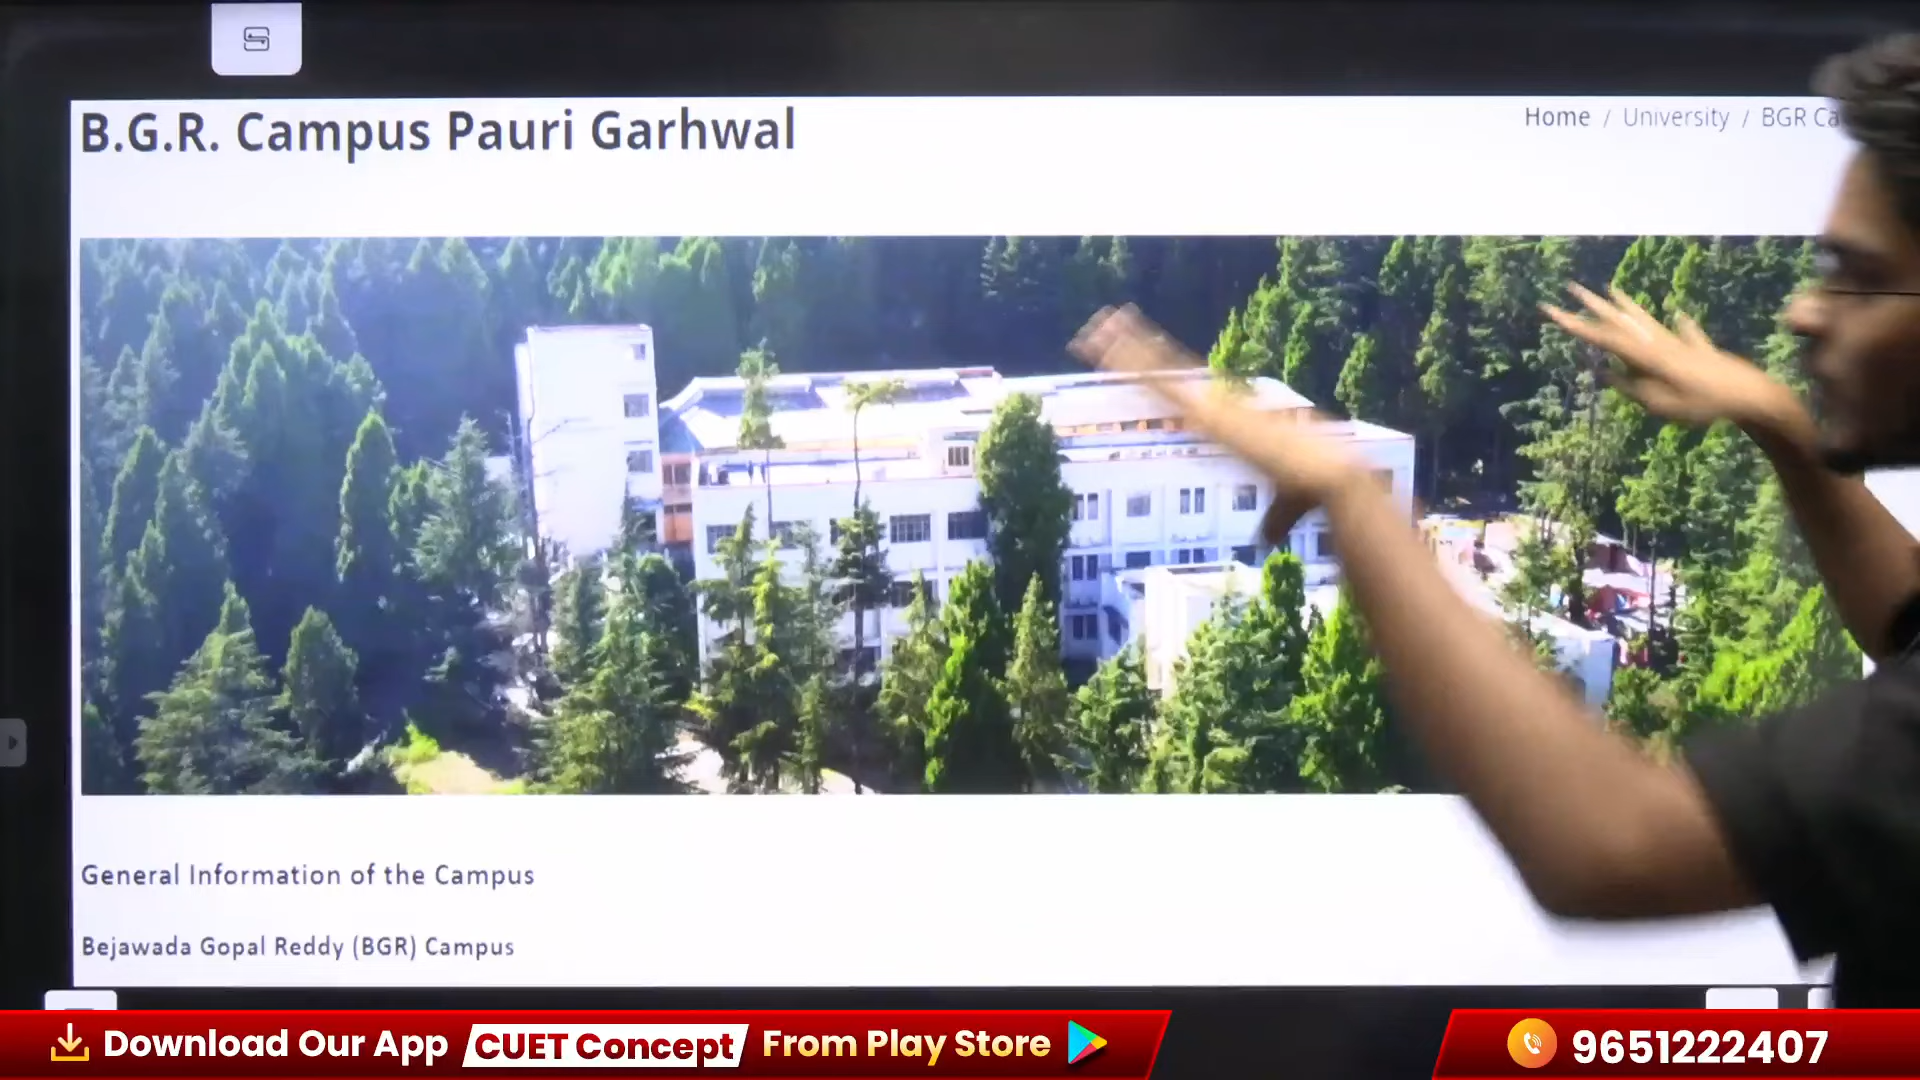 B.G.R. Campus Pauri Garhwal
Home / University / BGR
General Information of the Campus
Bejawada Gopal Reddy (BGR) Campus
Download Our App CUET Concept From Play Store
9651222407